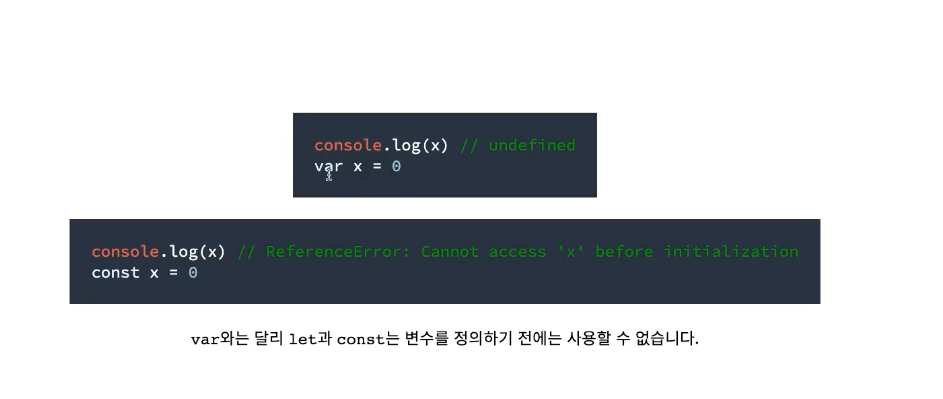 console.log(x) // undefined
var x = 0
console.log(x) // ReferenceError: Cannot access 'x' before initialization
const x = 0
var와는 달리 let과 const는 변수를 정의하기 전에는 사용할 수 없습니다.